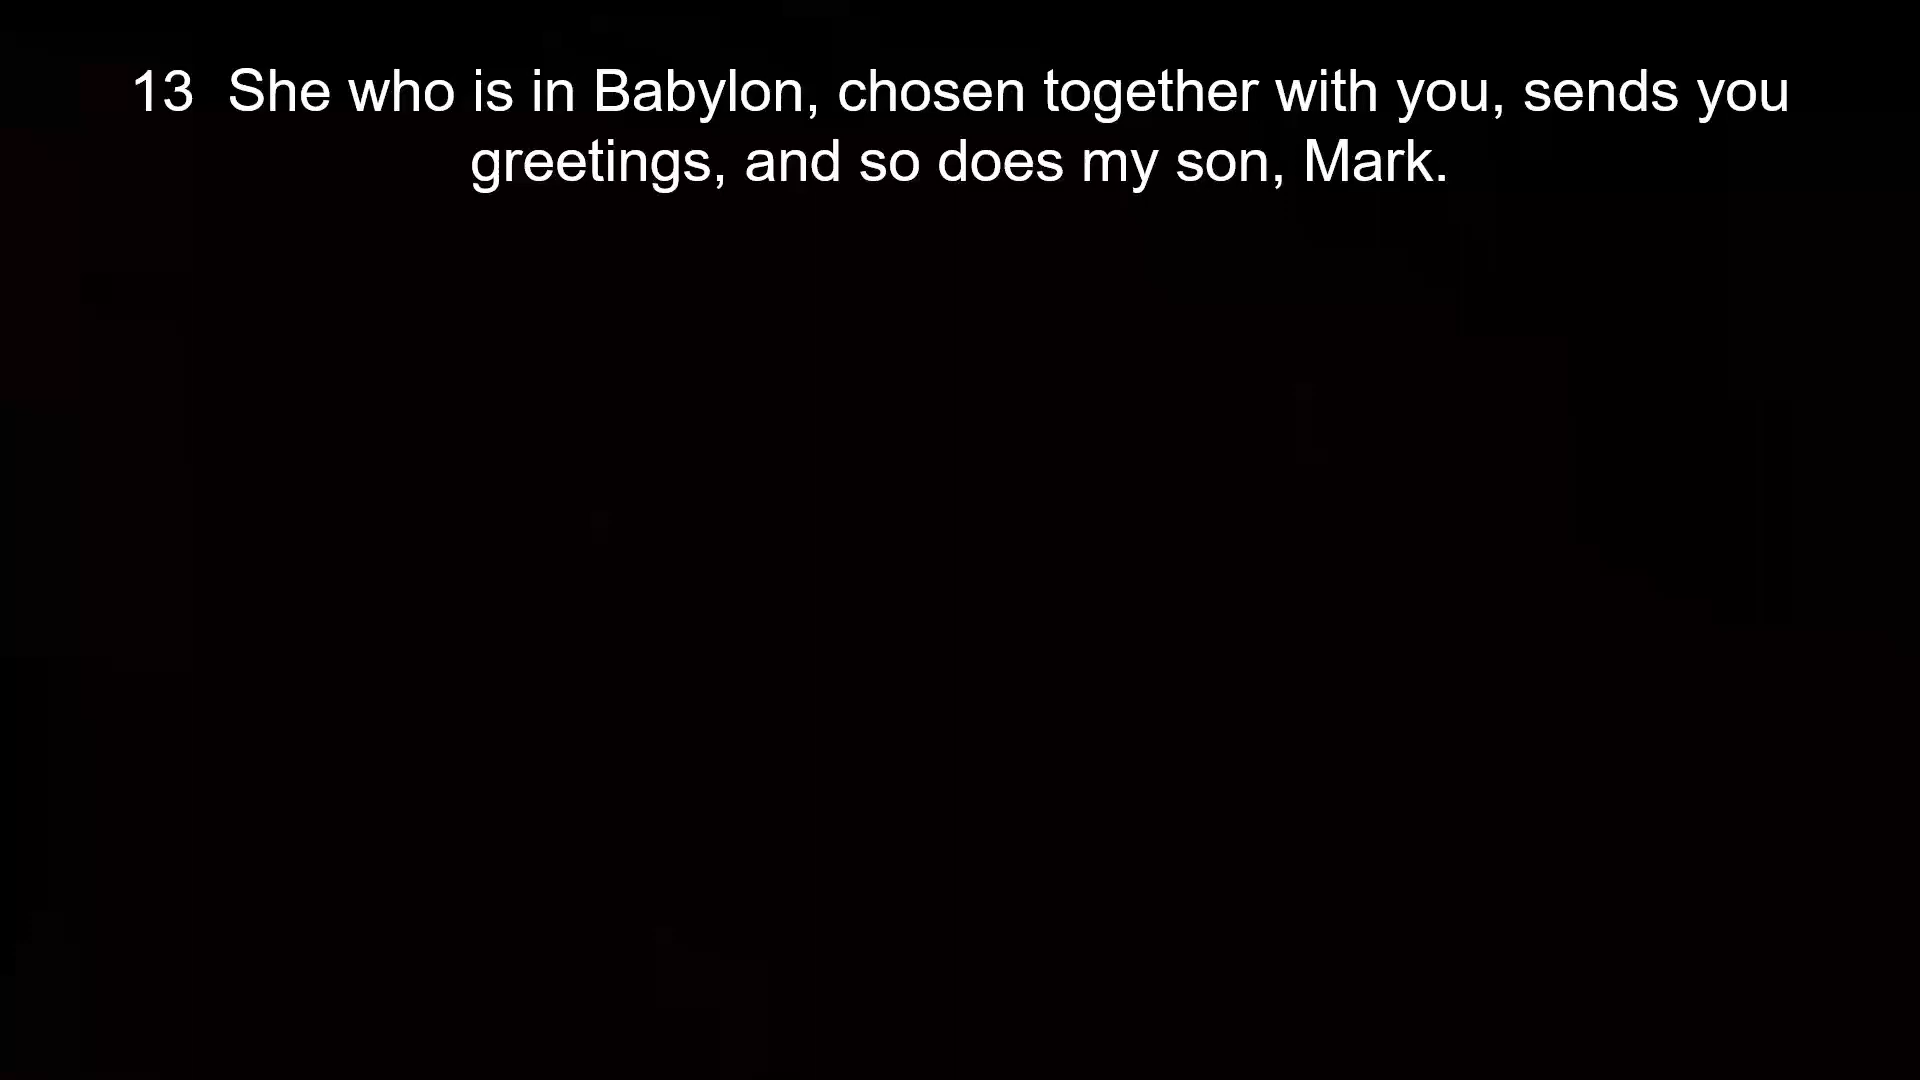 13  She who is in Babylon, chosen together with you, sends you
greetings, and so does my son, Mark.